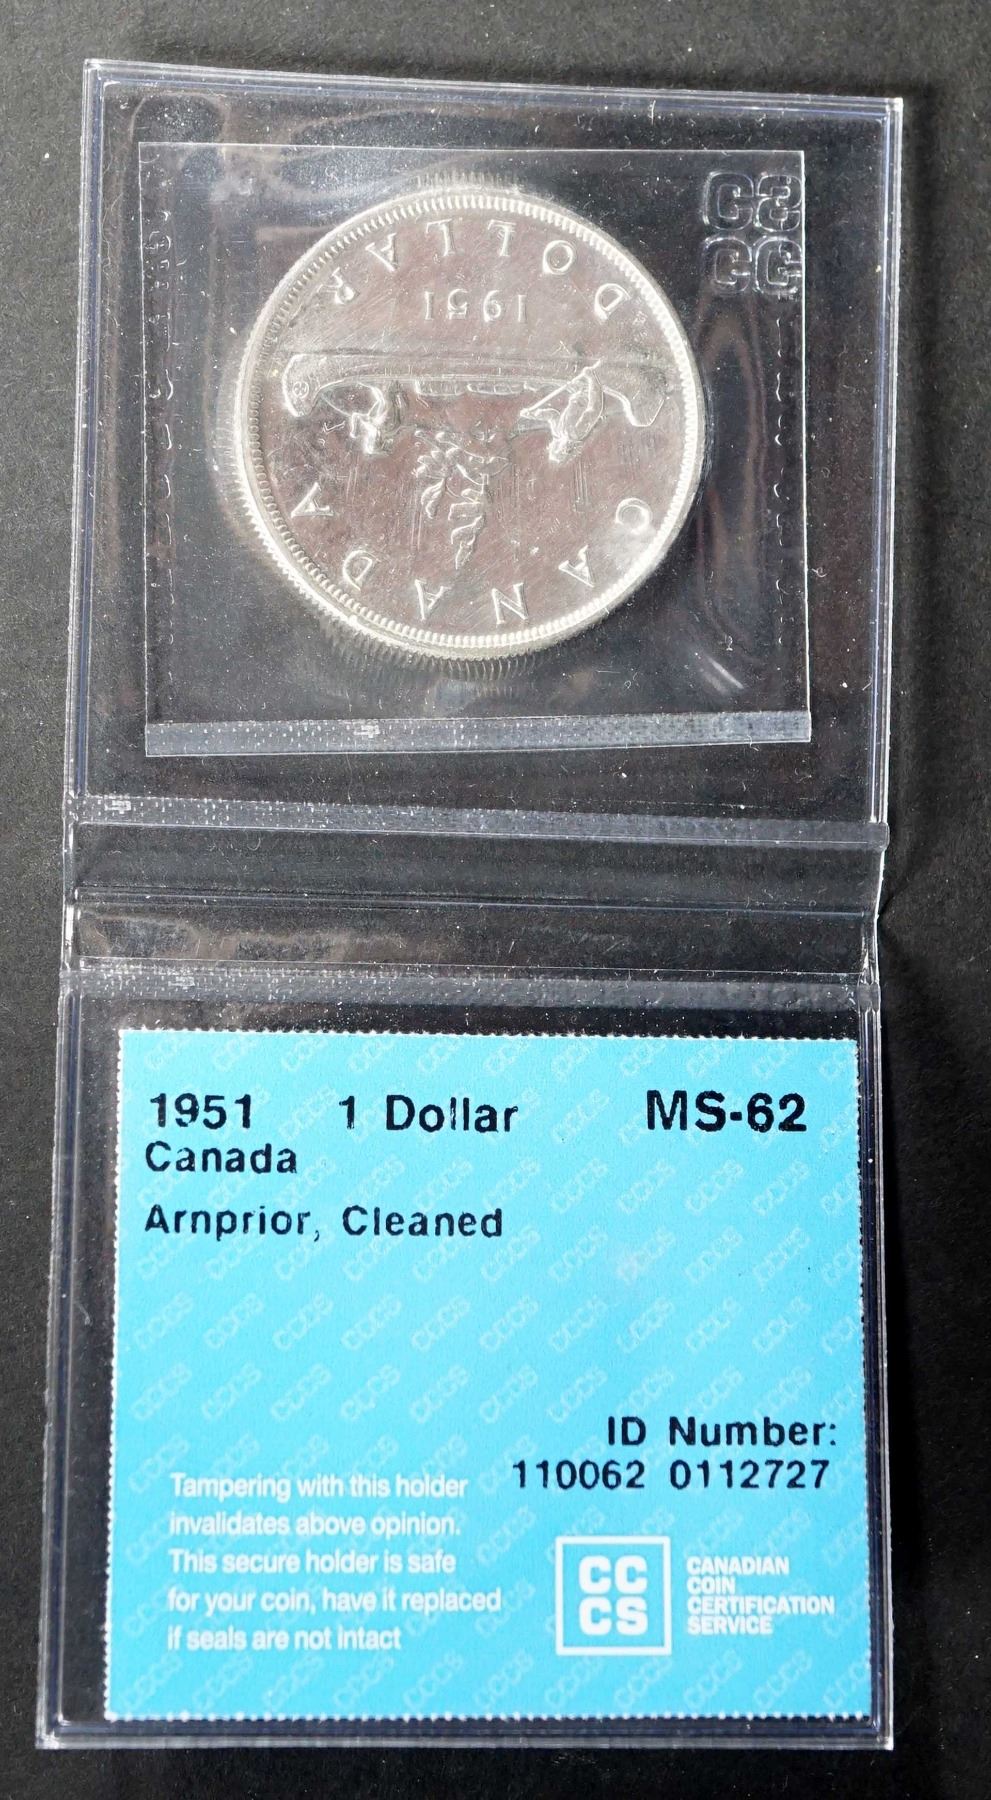 CANADA
1951
DOLLAR
CC
CS
1951 1 Dollar MS-62
Canada
Arnprior, Cleaned
ID Number:
110062 0112727
Tampering with this holder
invalidates above opinion.
This secure holder is safe
for your coin, have it replaced
if seals are not intact
CC
CS
CANADIAN
COIN
CERTIFICATION
SERVICE